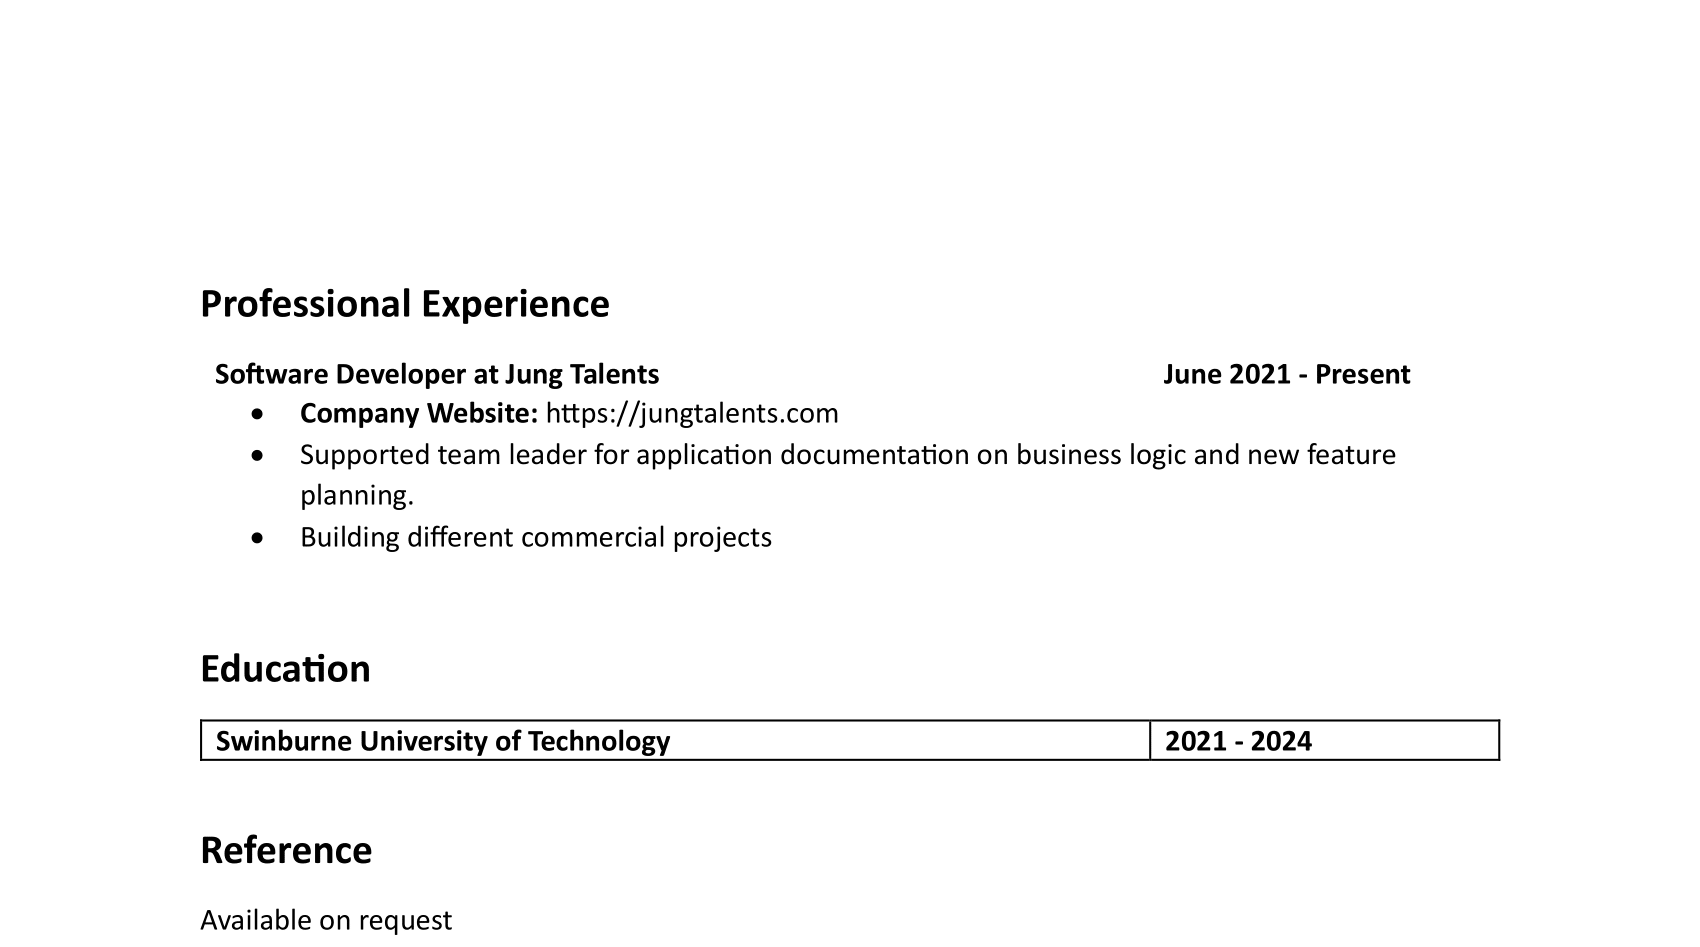 Professional Experience
Software Developer at Jung Talents June 2021 - Present
• Company Website: https://jungtalents.com
• Supported team leader for application documentation on business logic and new feature
planning.
• Building different commercial projects
Education
Swinburne University of Technology 2021 - 2024
Reference
Available on request